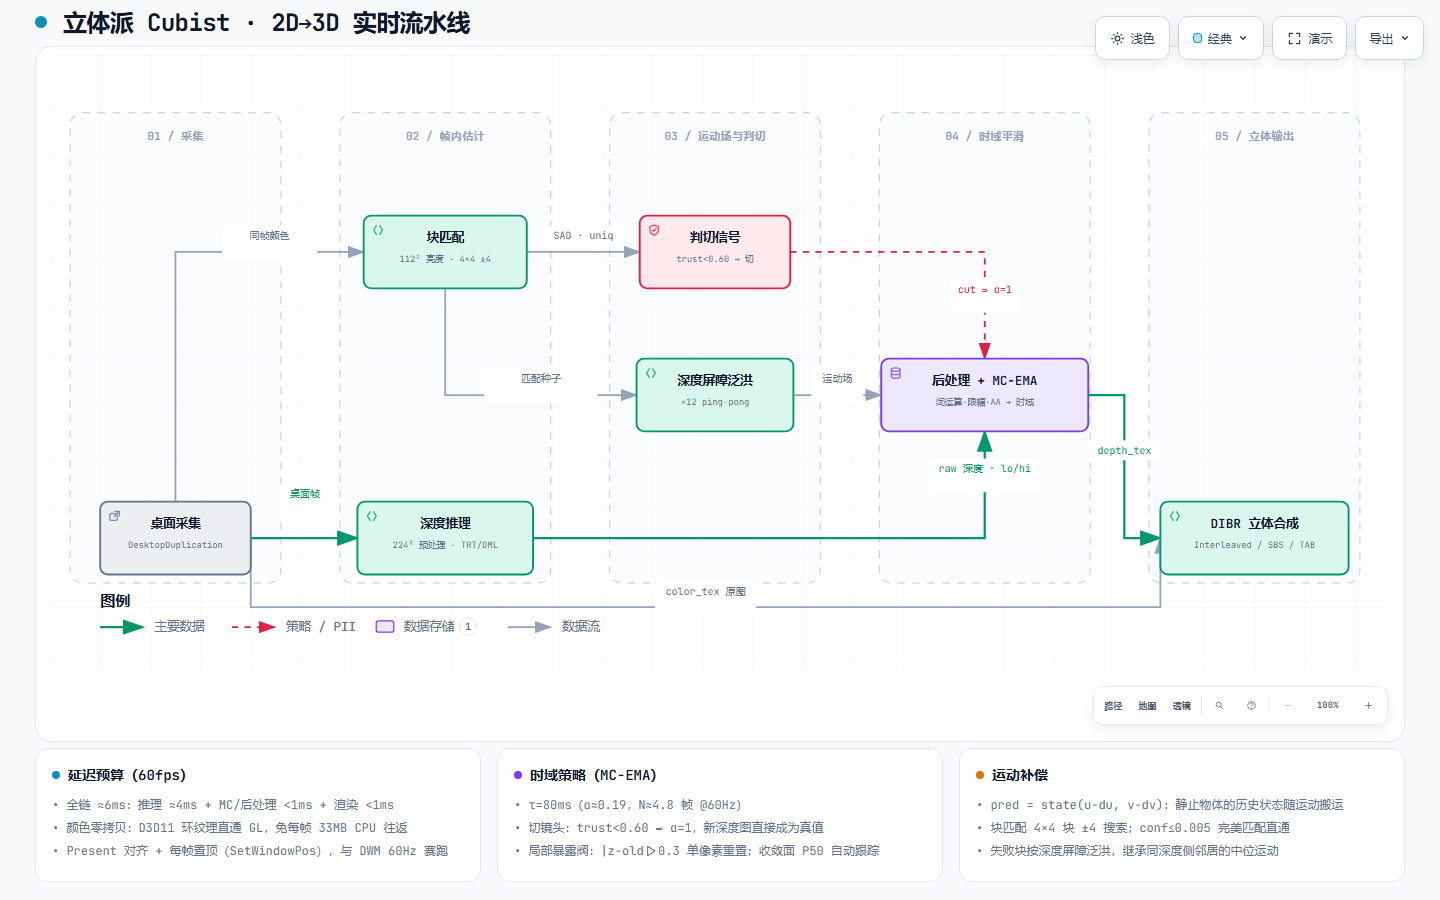 立体派 Cubist · 2D→3D 实时流水线
浅色
经典
演示
导出
01 / 采集
02 / 帧内估计
03 / 运动场与判切
04 / 时域平滑
05 / 立体输出
同帧颜色
块匹配
112² 亮度 · 4×4 ±4
SAD · uniq
判切信号
trust<0.60 → 切
cut = α=1
匹配种子
深度屏障泛洪
×12 ping-pong
运动场
后处理 + MC-EMA
闭运算·限幅·AA → 时域
raw 深度 · lo/hi
depth_tex
桌面帧
桌面采集
DesktopDuplication
深度推理
224² 预处理 · TRT/DML
DIBR 立体合成
Interleaved / SBS / TAB
color_tex 原图
图例
主要数据
策略 / PII
数据存储 1
数据流
路径
地图
透镜
100%
延迟预算 (60fps)
• 全链 ≈6ms: 推理 ≈4ms + MC/后处理 <1ms + 渲染 <1ms
• 颜色零拷贝: D3D11 环纹理直通 GL, 免每帧 33MB CPU 往返
• Present 对齐 + 每帧置顶 (SetWindowPos) , 与 DWM 60Hz 赛跑
时域策略 (MC-EMA)
• τ=80ms (α≈0.19, N≈4.8 帧 @60Hz)
• 切镜头: trust<0.60 → α=1, 新深度图直接成为真值
• 局部暴露阀: |z-old|>0.3 单像素重置; 收敛面 P50 自动跟踪
运动补偿
• pred = state(u-du, v-dv): 静止物体的历史状态随运动搬运
• 块匹配 4×4 块 ±4 搜索; conf≤0.005 完美匹配直通
• 失败块按深度屏障泛洪, 继承同深度侧邻居的中位运动